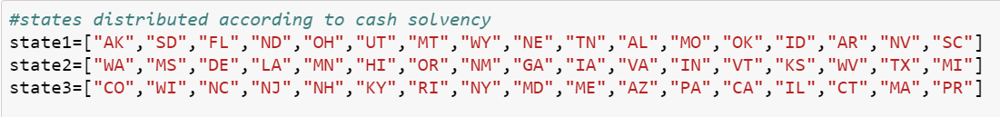 #states distributed according to cash solvency
state1=["AK","SD","FL","ND","OH","UT","MT","WY","NE","TN","AL","MO","OK","ID","AR","NV","SC"]
state2=["WA","MS","DE","LA","MN","HI","OR","NM","GA","IA","VA","IN","VT","KS","WV","TX","MI"]
state3=["CO","WI","NC","NJ","NH","KY","RI","NY","MD","ME","AZ","PA","CA","IL","CT","MA","PR"]